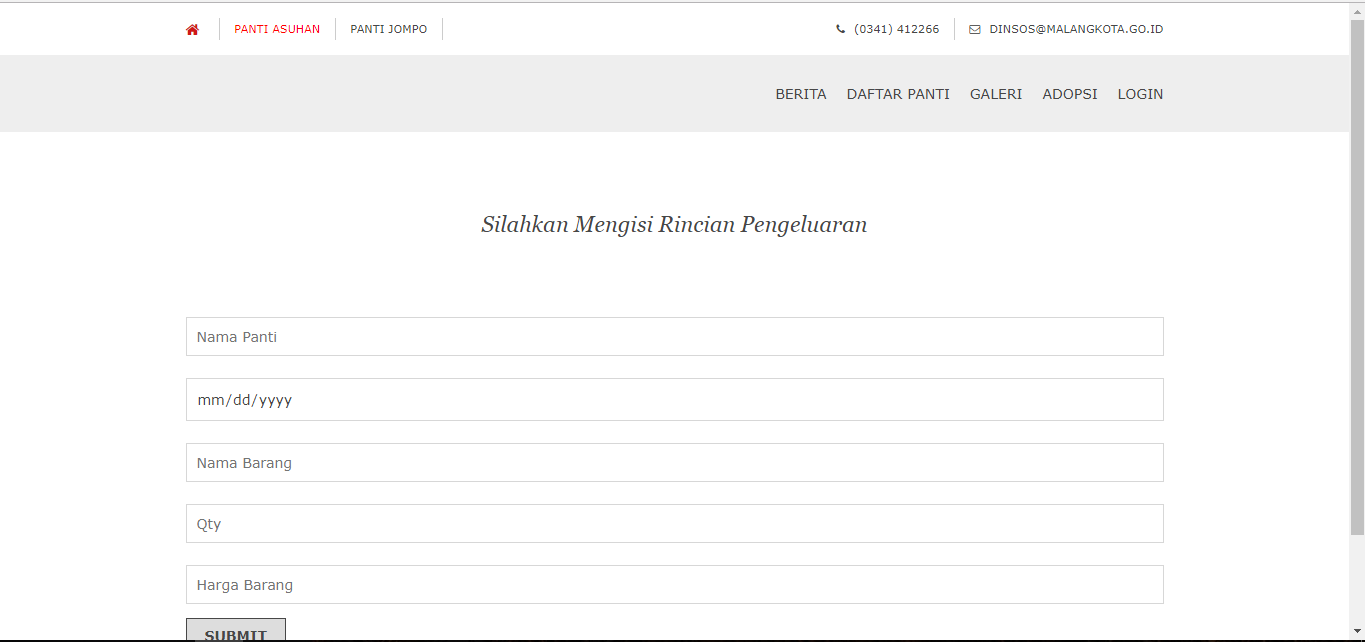 PANTI ASUHAN PANTI JOMPO (0341) 412266 DINSOS@MALANGKOTA.GO.ID
BERITA DAFTAR PANTI GALERI ADOPSI LOGIN
Silahkan Mengisi Rincian Pengeluaran
Nama Panti
mm/dd/yyyy
Nama Barang
Qty
Harga Barang
SUBMIT